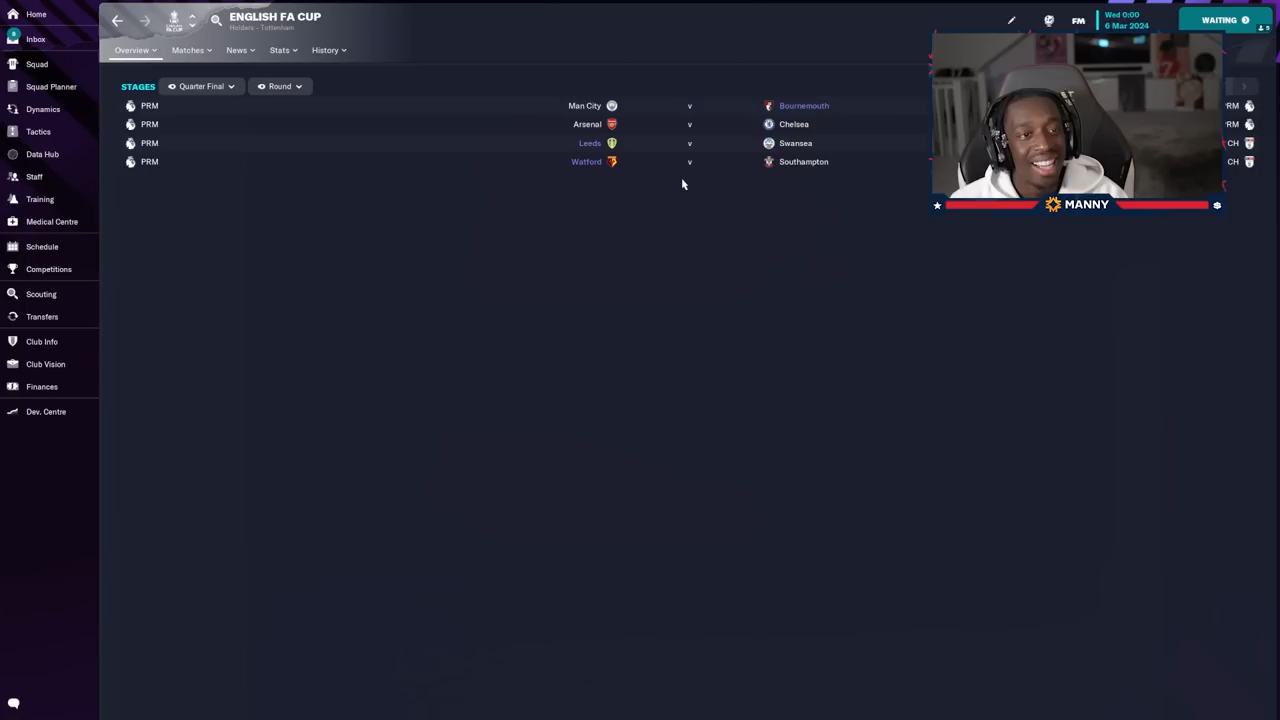 Home
Inbox
Squad
Squad Planner
Dynamics
Tactics
Data Hub
Staff
Training
Medical Centre
Schedule
Competitions
Scouting
Transfers
Club Info
Club Vision
Finances
Dev. Centre
ENGLISH FA CUP
Holders - Tottenham
FM
Wed 0:00
6 Mar 2024
WAITING
5
Overview
Matches
News
Stats
History
STAGES
Quarter Final
Round
PRM Man City v Bournemouth PRM
PRM Arsenal v Chelsea PRM
PRM Leeds v Swansea CH
PRM Watford v Southampton CH
MANNY